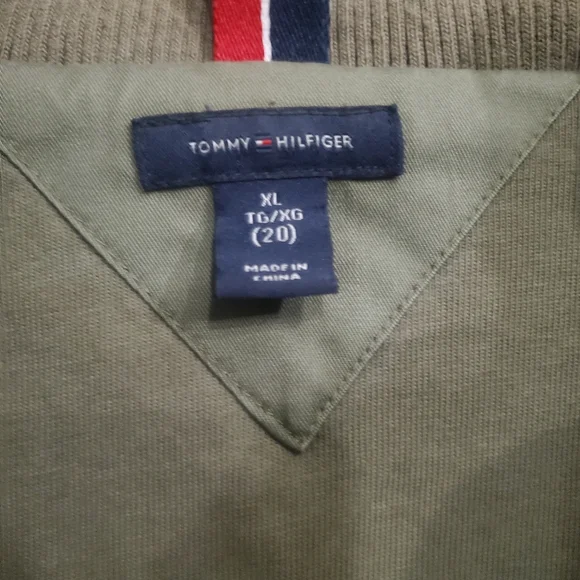 TOMMY HILFIGER
XL
TG/XG
(20)
MADE IN
CHINA